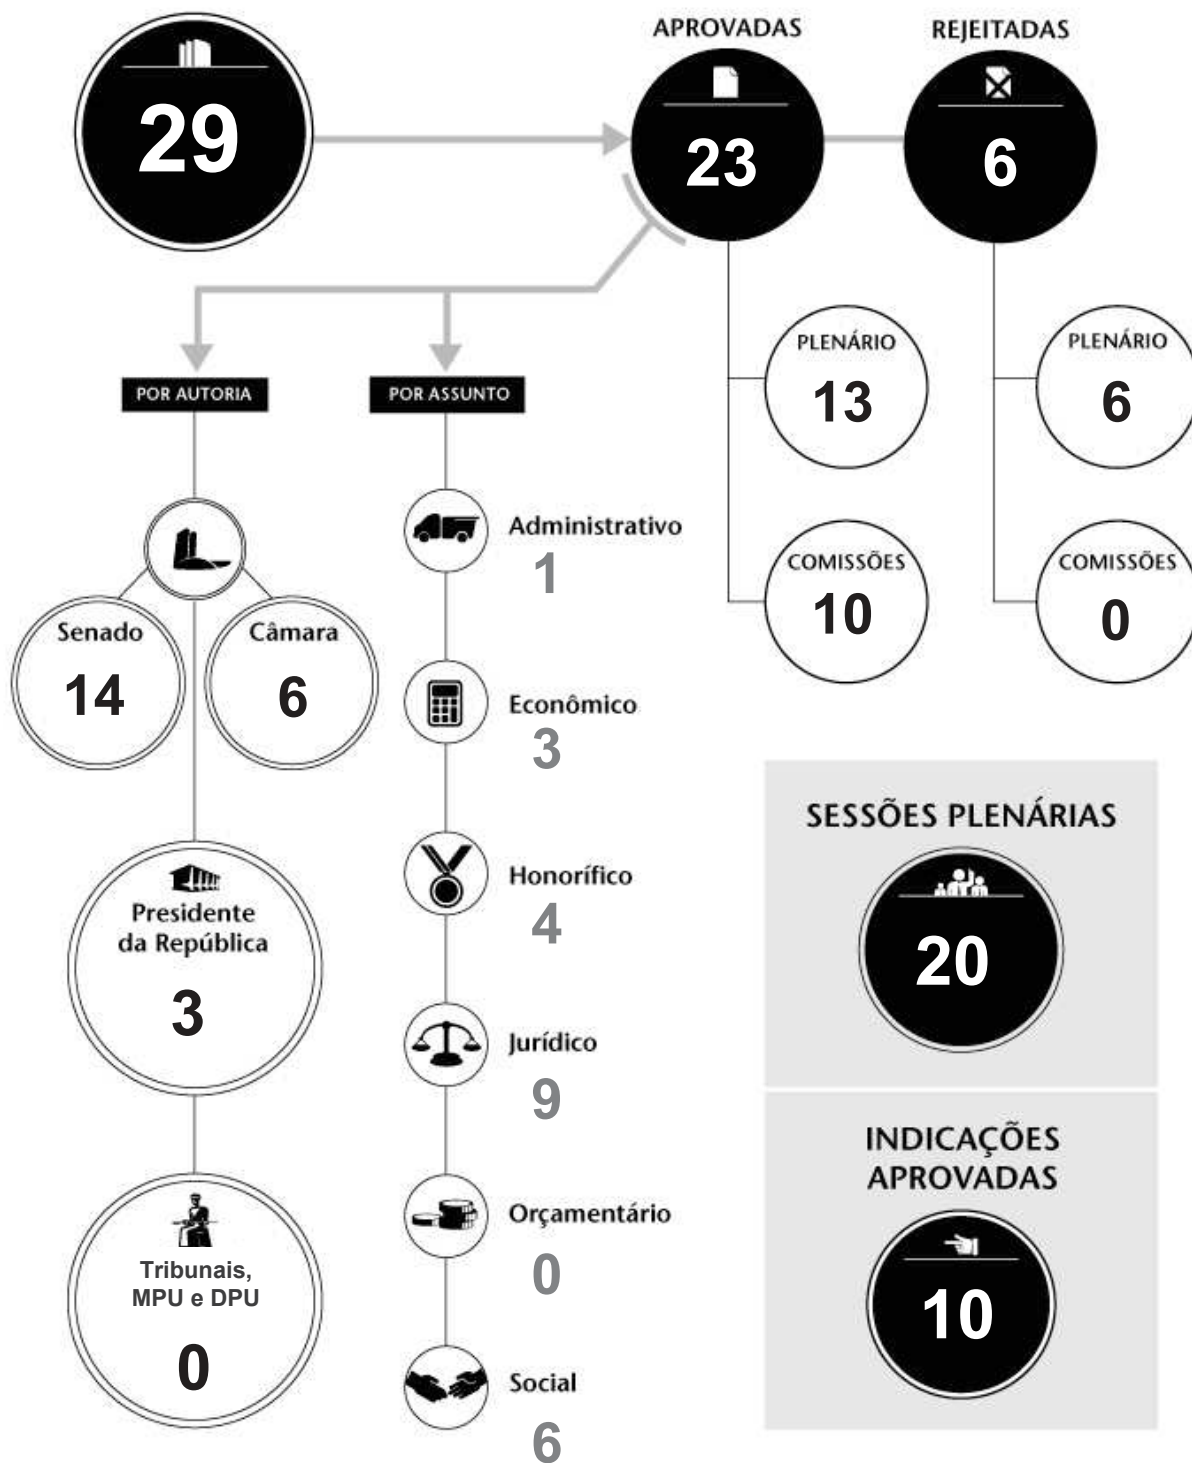 29
APROVADAS
23
REJEITADAS
6
PLENÁRIO
13
COMISSÕES
10
PLENÁRIO
6
COMISSÕES
0
POR AUTORIA
Senado
14
Câmara
6
Presidente
da República
3
Tribunais,
MPU e DPU
0
POR ASSUNTO
Administrativo
1
Econômico
3
Honorífico
4
Jurídico
9
Orçamentário
0
Social
6
SESSÕES PLENÁRIAS
20
INDICAÇÕES
APROVADAS
10